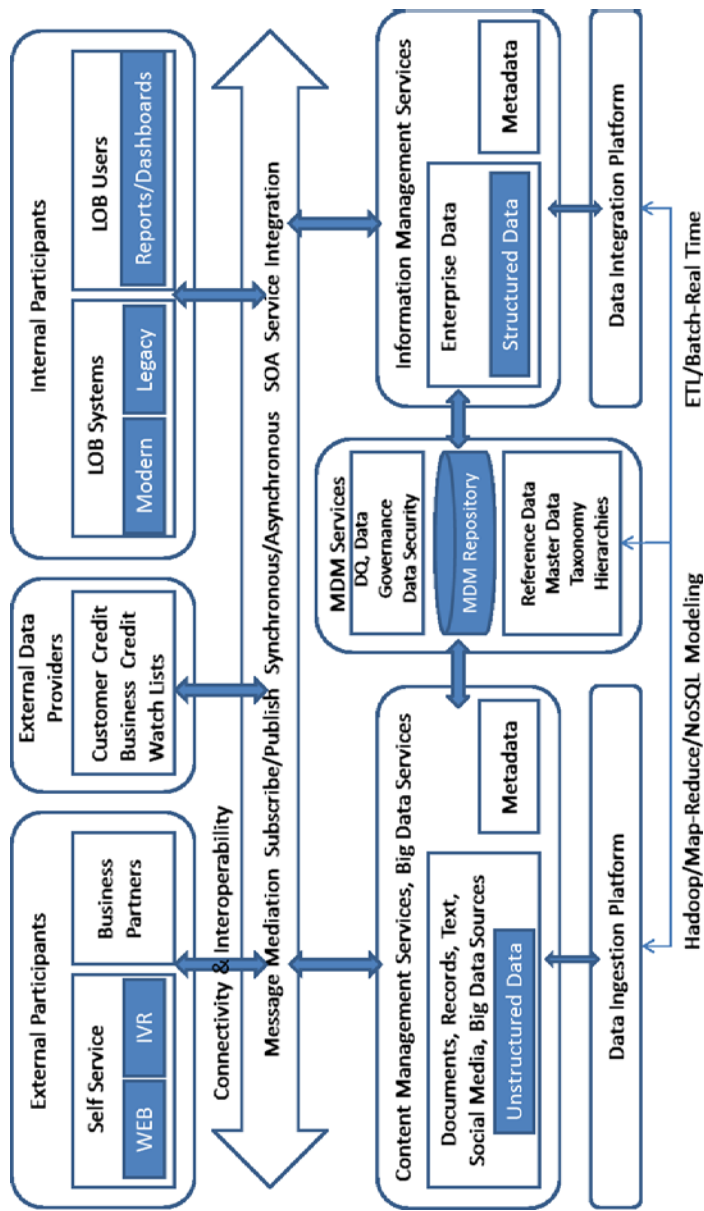 External Participants
Self Service
WEB
IVR
Business
Partners
External Data
Providers
Customer Credit
Business Credit
Watch Lists
Internal Participants
LOB Systems
Modern
Legacy
LOB Users
Reports/Dashboards
Connectivity & Interoperability
Message Mediation Subscribe/Publish Synchronous/Asynchronous SOA Service Integration
Content Management Services, Big Data Services
Documents, Records, Text,
Social Media, Big Data Sources
Unstructured Data
Metadata
MDM Services
DQ, Data
Governance
Data Security
MDM Repository
Reference Data
Master Data
Taxonomy
Hierarchies
Information Management Services
Enterprise Data
Structured Data
Metadata
Data Ingestion Platform
Data Integration Platform
Hadoop/Map-Reduce/NoSQL Modeling
ETL/Batch-Real Time